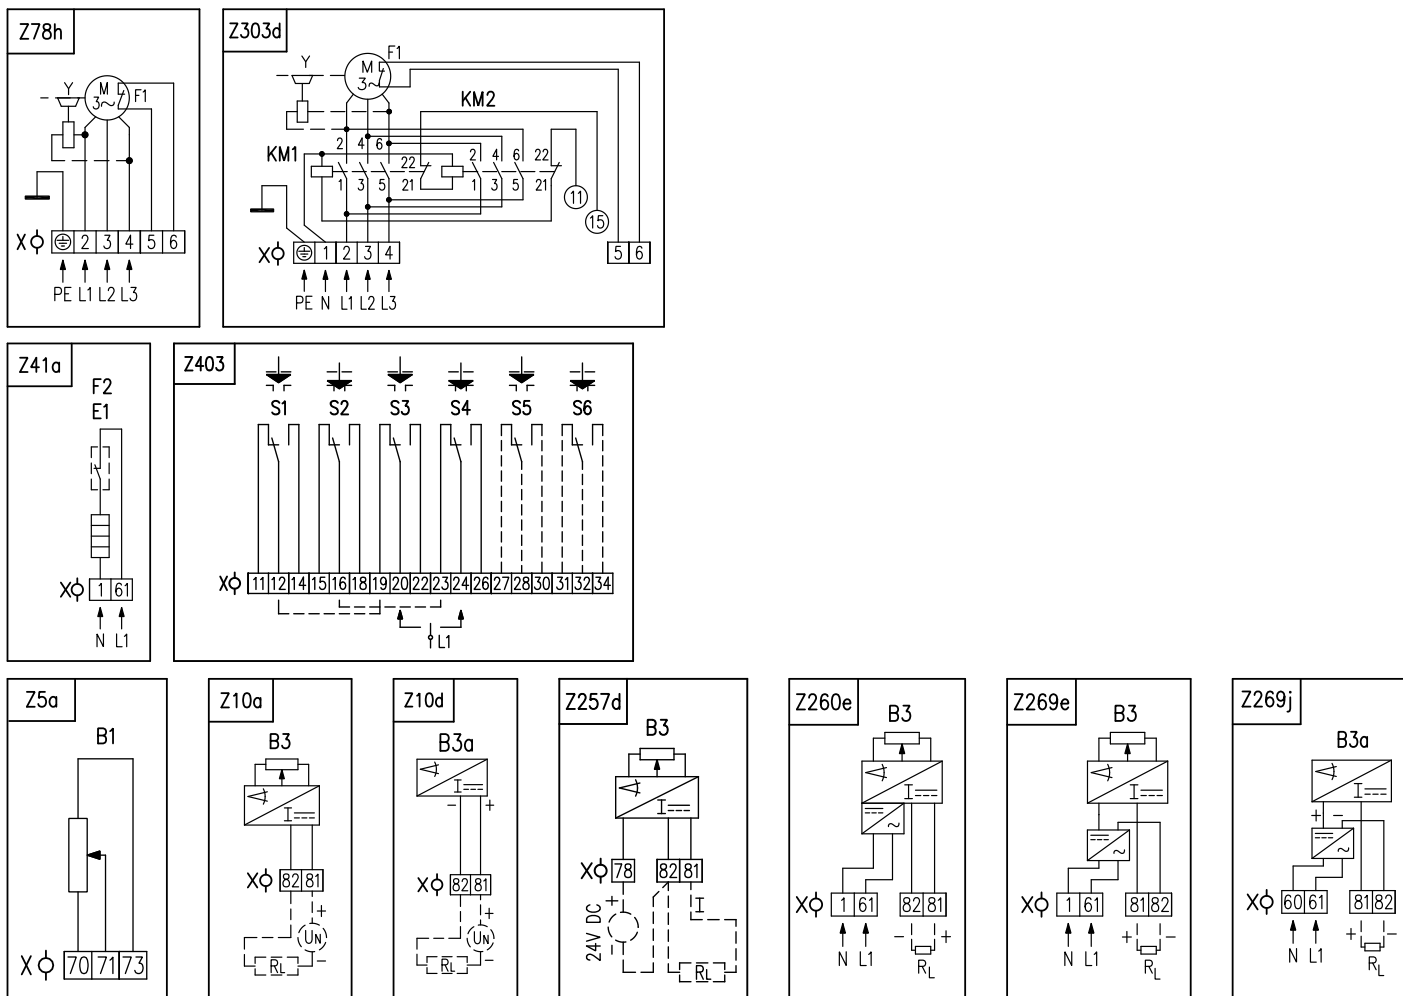 Z78h
Y
M
3~
F1
X
2 3 4 5 6
PE L1 L2 L3
Z303d
Y
M
3~
F1
KM2
2 4 6
2 4 6 22
KM1
22
1 3 5 21
1 3 5 21
11
15
X
1 2 3 4
5 6
PE N L1 L2 L3
Z41a
F2
E1
X
1 61
N L1
Z403
S1 S2 S3 S4 S5 S6
X
11 12 14 15 16 18 19 20 22 23 24 26 27 28 30 31 32 34
L1
Z5a
B1
X
70 71 73
Z10a
B3
I
X
82 81
+
UN
−
RL
Z10d
B3a
I
− +
X
82 81
+
UN
−
RL
Z257d
B3
I
X
78 82 81
+ I
24V DC
−
RL
Z260e
B3
I
~
X
1 61 82 81
− +
N L1 RL
Z269e
B3
I
~
X
1 61 81 82
+ −
N L1 RL
Z269j
B3a
I
+ −
~
X
60 61 81 82
+ −
N L1 RL